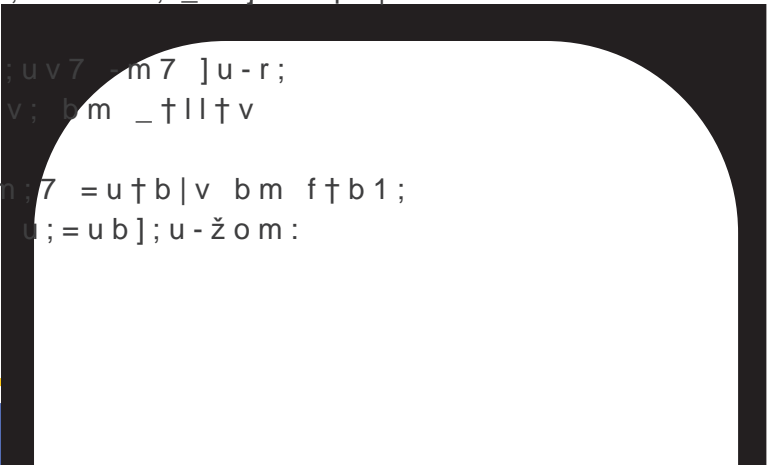 ;uv7 -m7 ]u-r;
v; bm _†ll†v
m;7 =u†b|v bm f†b1;
u;=ub];u-žom: